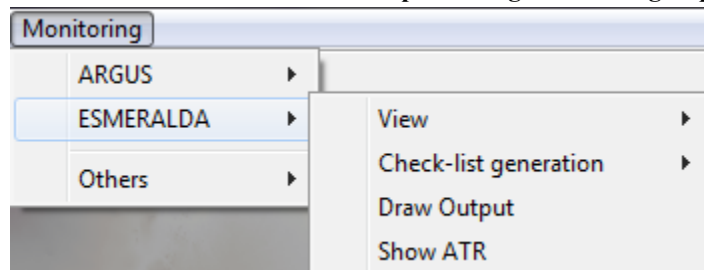 Monitoring
ARGUS
ESMERALDA
Others
View
Check-list generation
Draw Output
Show ATR